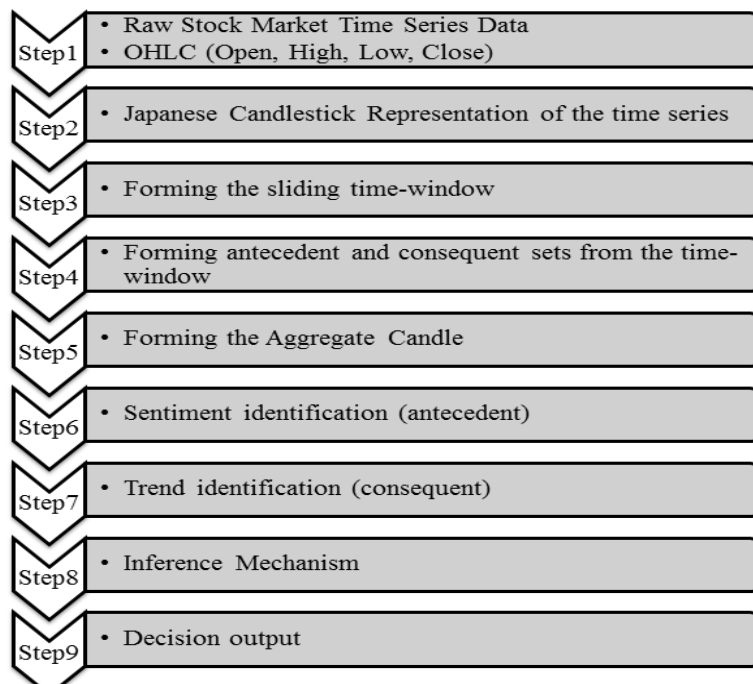 Step1
• Raw Stock Market Time Series Data
• OHLC (Open, High, Low, Close)
Step2
• Japanese Candlestick Representation of the time series
Step3
• Forming the sliding time-window
Step4
• Forming antecedent and consequent sets from the time-
window
Step5
• Forming the Aggregate Candle
Step6
• Sentiment identification (antecedent)
Step7
• Trend identification (consequent)
Step8
• Inference Mechanism
Step9
• Decision output